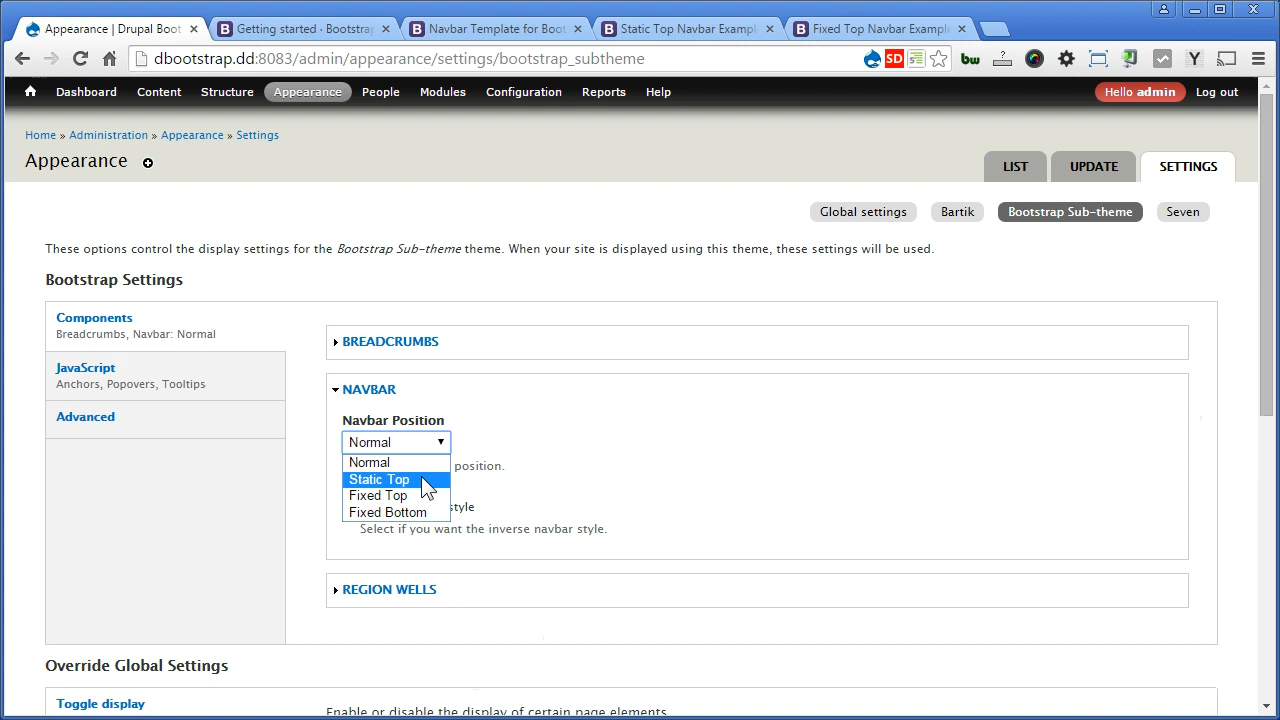 Appearance | Drupal Boot
Getting started · Bootstrap
Navbar Template for Boot
Static Top Navbar Exampl
Fixed Top Navbar Example
dbootstrap.dd:8083/admin/appearance/settings/bootstrap_subtheme
SD
bw
Y
Dashboard Content Structure Appearance People Modules Configuration Reports Help
Hello admin Log out
Home » Administration » Appearance » Settings
Appearance
LIST UPDATE SETTINGS
Global settings Bartik Bootstrap Sub-theme Seven
These options control the display settings for the Bootstrap Sub-theme theme. When your site is displayed using this theme, these settings will be used.
Bootstrap Settings
Components
Breadcrumbs, Navbar: Normal
JavaScript
Anchors, Popovers, Tooltips
Advanced
BREADCRUMBS
NAVBAR
Navbar Position
Normal
Normal
Static Top
Fixed Top
Fixed Bottom
position.
style
Select if you want the inverse navbar style.
REGION WELLS
Override Global Settings
Toggle display
Enable or disable the display of certain page elements.